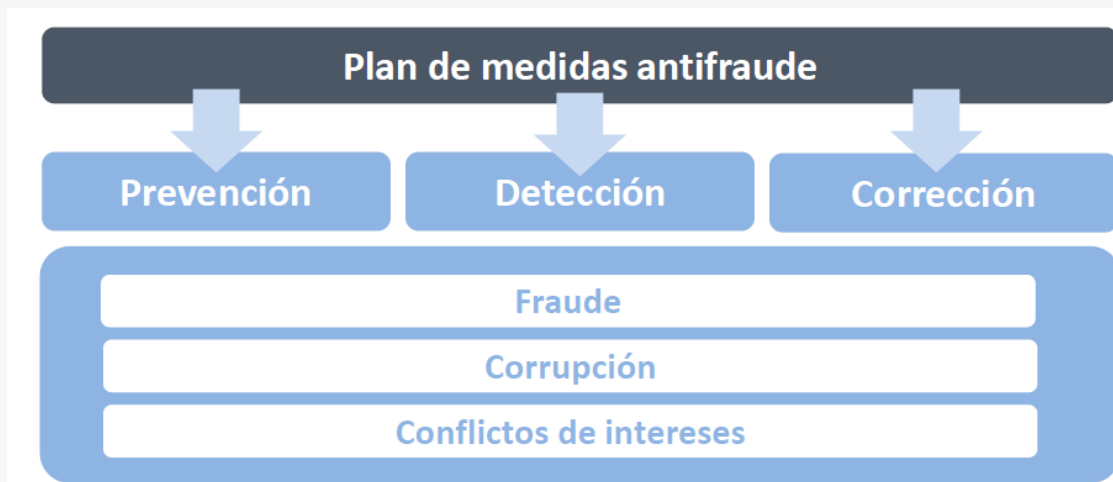 Plan de medidas antifraude
Prevención
Detección
Corrección
Fraude
Corrupción
Conflictos de intereses